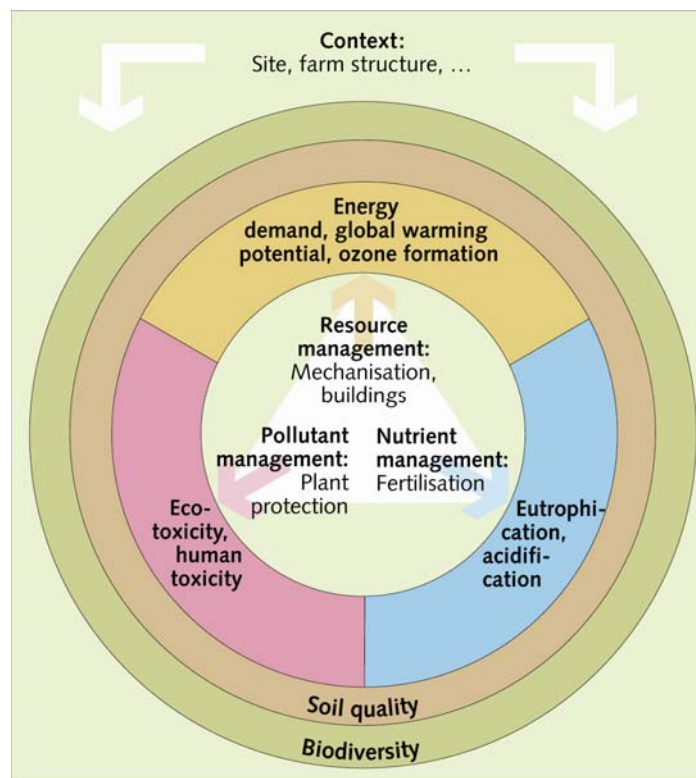 Context:
Site, farm structure, …
Energy
demand, global warming
potential, ozone formation
Resource
management:
Mechanisation,
buildings
Pollutant
management:
Plant
protection
Nutrient
management:
Fertilisation
Eco-
toxicity,
human
toxicity
Eutrophi-
cation,
acidifi-
cation
Soil quality
Biodiversity